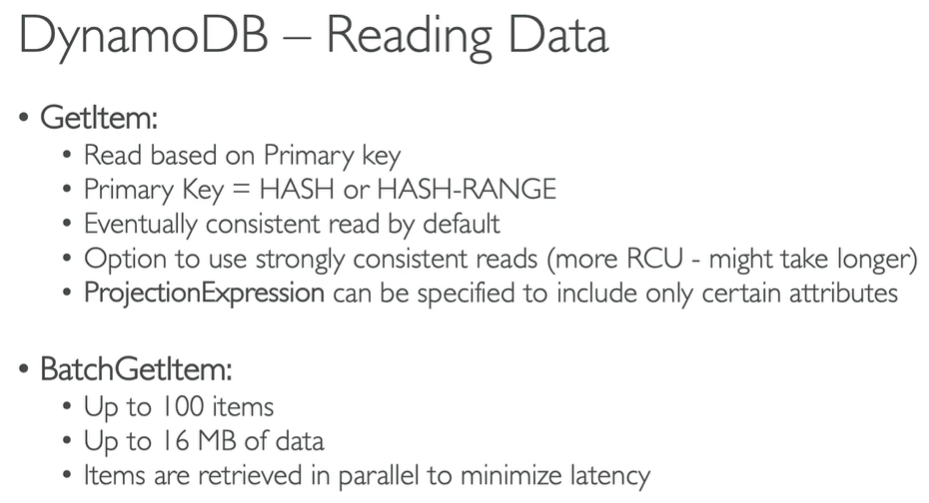 DynamoDB – Reading Data
• GetItem:
• Read based on Primary key
• Primary Key = HASH or HASH-RANGE
• Eventually consistent read by default
• Option to use strongly consistent reads (more RCU - might take longer)
• ProjectionExpression can be specified to include only certain attributes
• BatchGetItem:
• Up to 100 items
• Up to 16 MB of data
• Items are retrieved in parallel to minimize latency